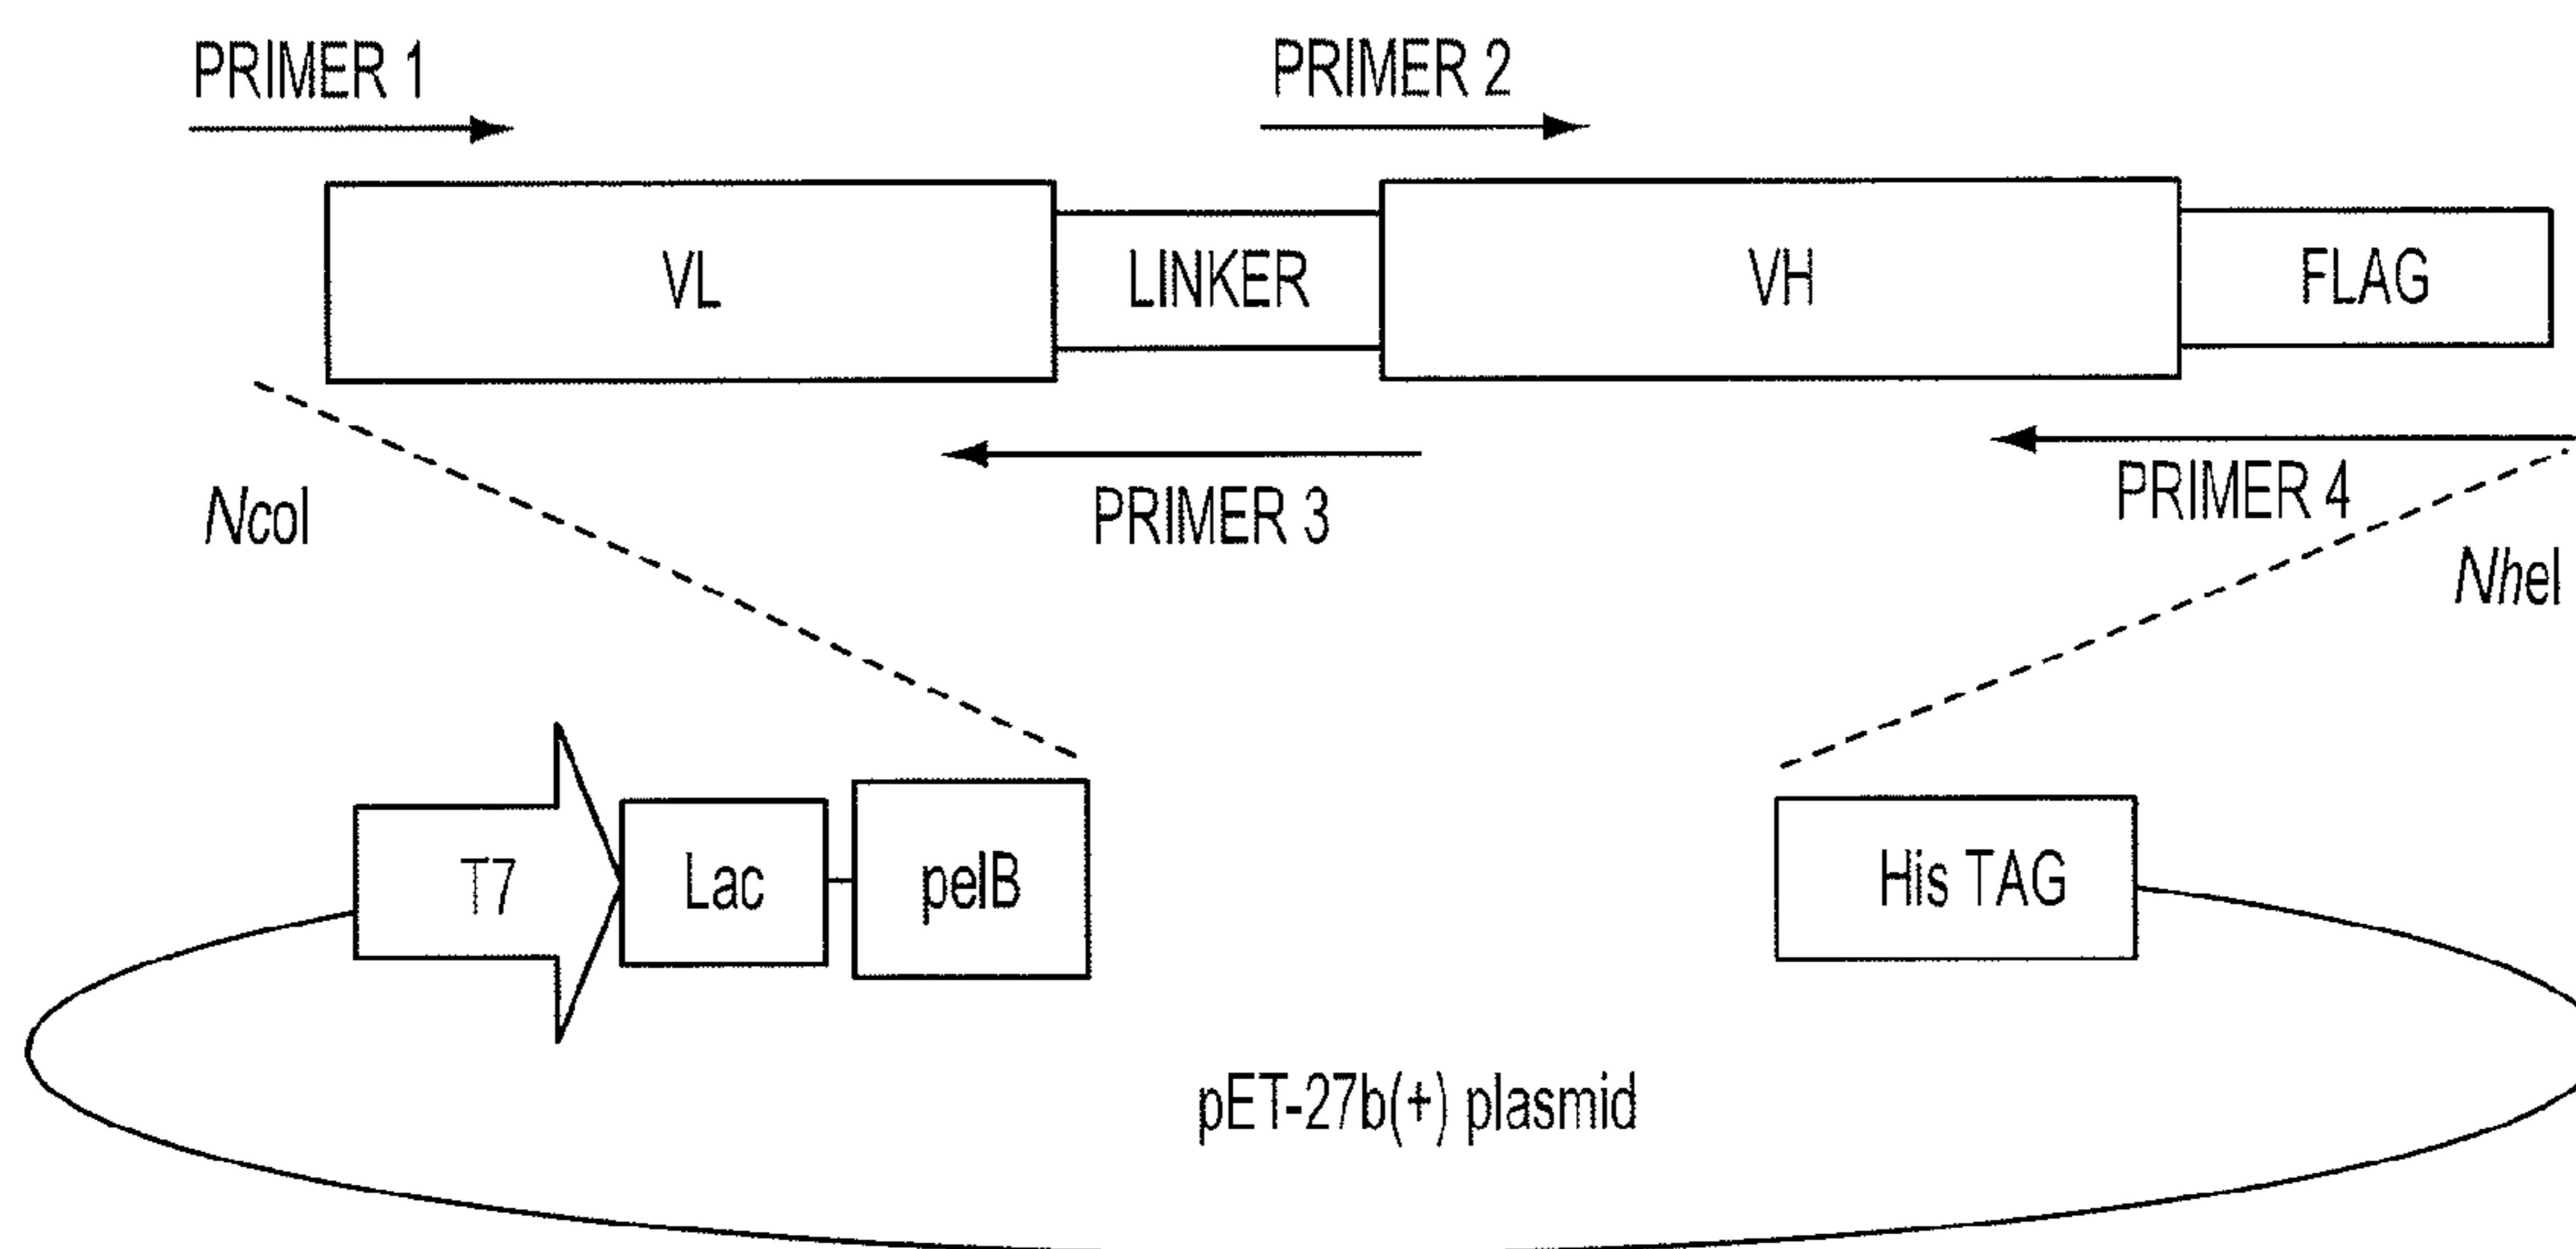 PRIMER 1
PRIMER 2
VL
LINKER
VH
FLAG
PRIMER 3
PRIMER 4
NcoI
NheI
T7
Lac
pelB
His TAG
pET-27b(+) plasmid